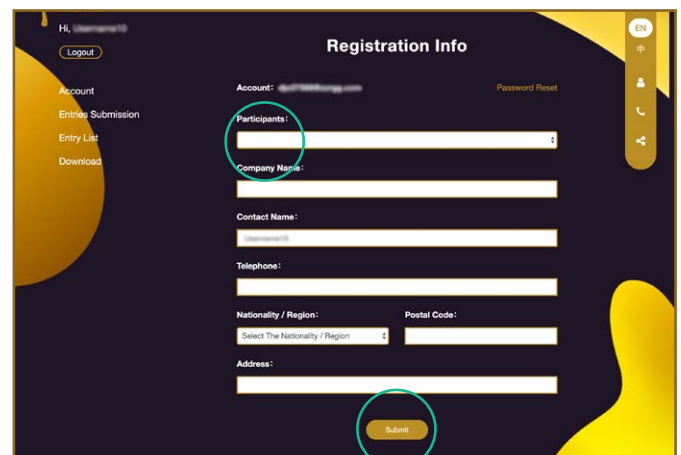 Hi,
Logout
Account
Entries Submission
Entry List
Download
Registration Info
Account:
Password Reset
Participants:
Company Name:
Contact Name:
Telephone:
Nationality / Region:
Postal Code:
Select The Nationality / Region
Address:
Submit
EN
中